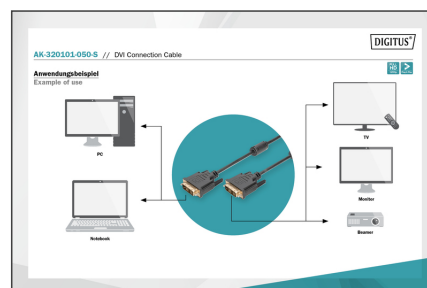 DIGITUS®
AK-320101-050-S // DVI Connection Cable
Anwendungsbeispiel
Example of use
PC
Notebook
TV
Monitor
Beamer